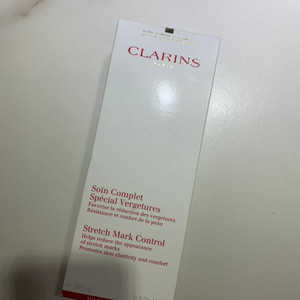 CLARINS
PARIS
Soin Complet
Spécial Vergetures
Favorise la réduction des vergetures
Résistance et confort de la peau
Stretch Mark Control
Helps reduce the appearance
of stretch marks
Promotes skin elasticity and comfort